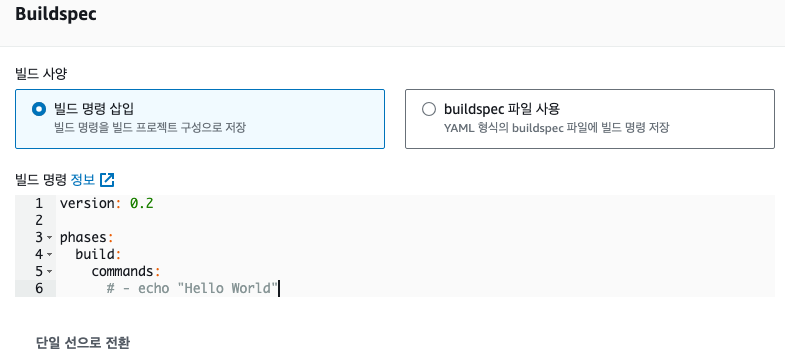 Buildspec
빌드 사양
빌드 명령 삽입
빌드 명령을 빌드 프로젝트 구성으로 저장
buildspec 파일 사용
YAML 형식의 buildspec 파일에 빌드 명령 저장
빌드 명령 정보
1 version: 0.2
2
3 phases:
4 build:
5 commands:
6 # - echo "Hello World"
단일 선으로 전환